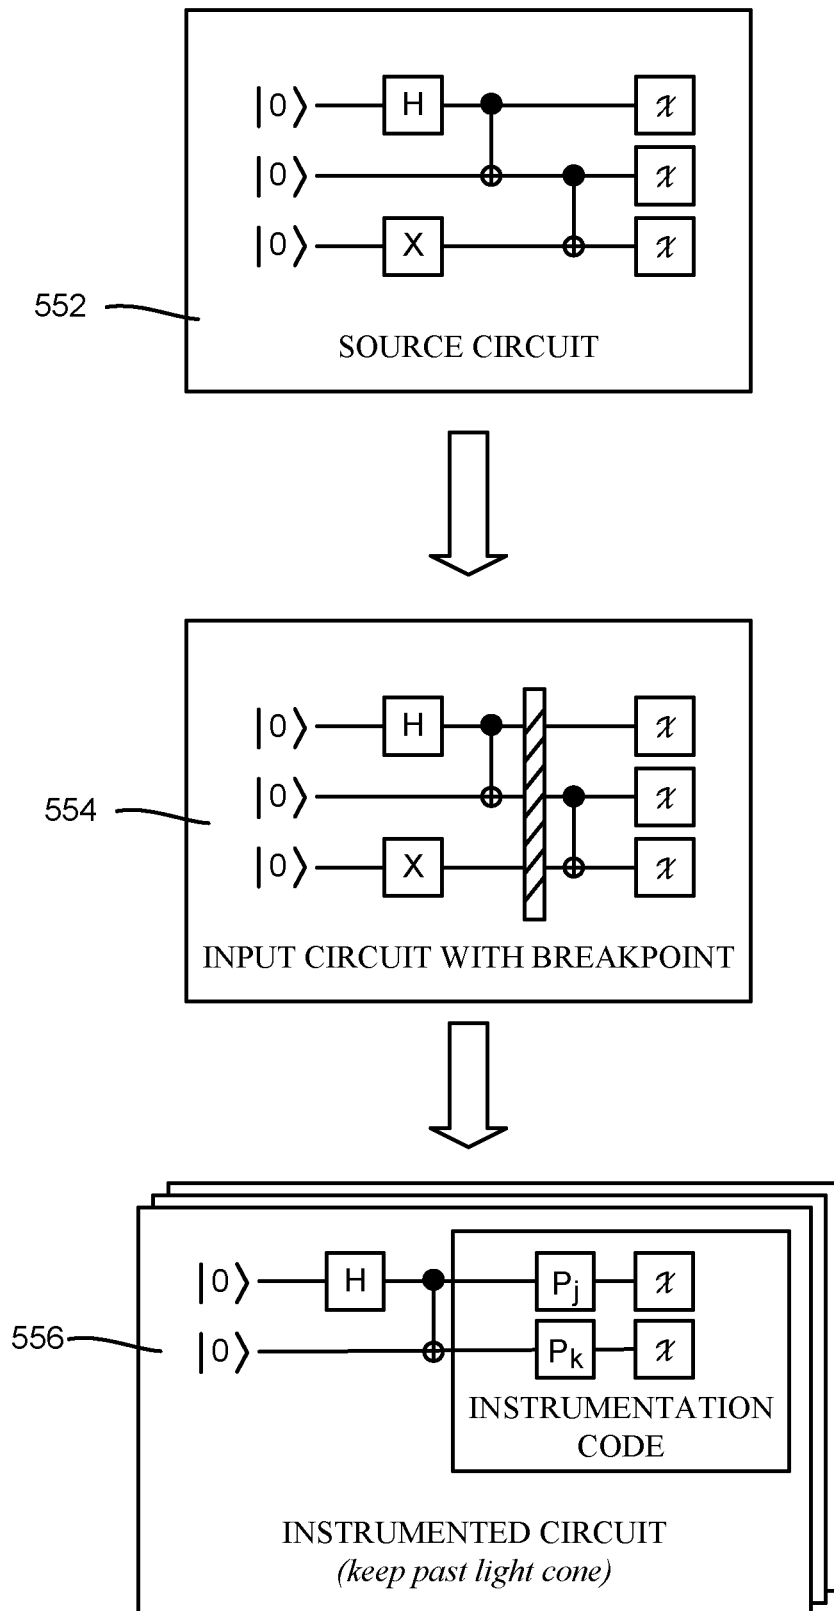 |0⟩ H 𝓍
|0⟩ 𝓍
|0⟩ X 𝓍
552
SOURCE CIRCUIT
|0⟩ H 𝓍
554 |0⟩ 𝓍
|0⟩ X 𝓍
INPUT CIRCUIT WITH BREAKPOINT
|0⟩ H Pj 𝓍
556 |0⟩ Pk 𝓍
INSTRUMENTATION
CODE
INSTRUMENTED CIRCUIT
(keep past light cone)